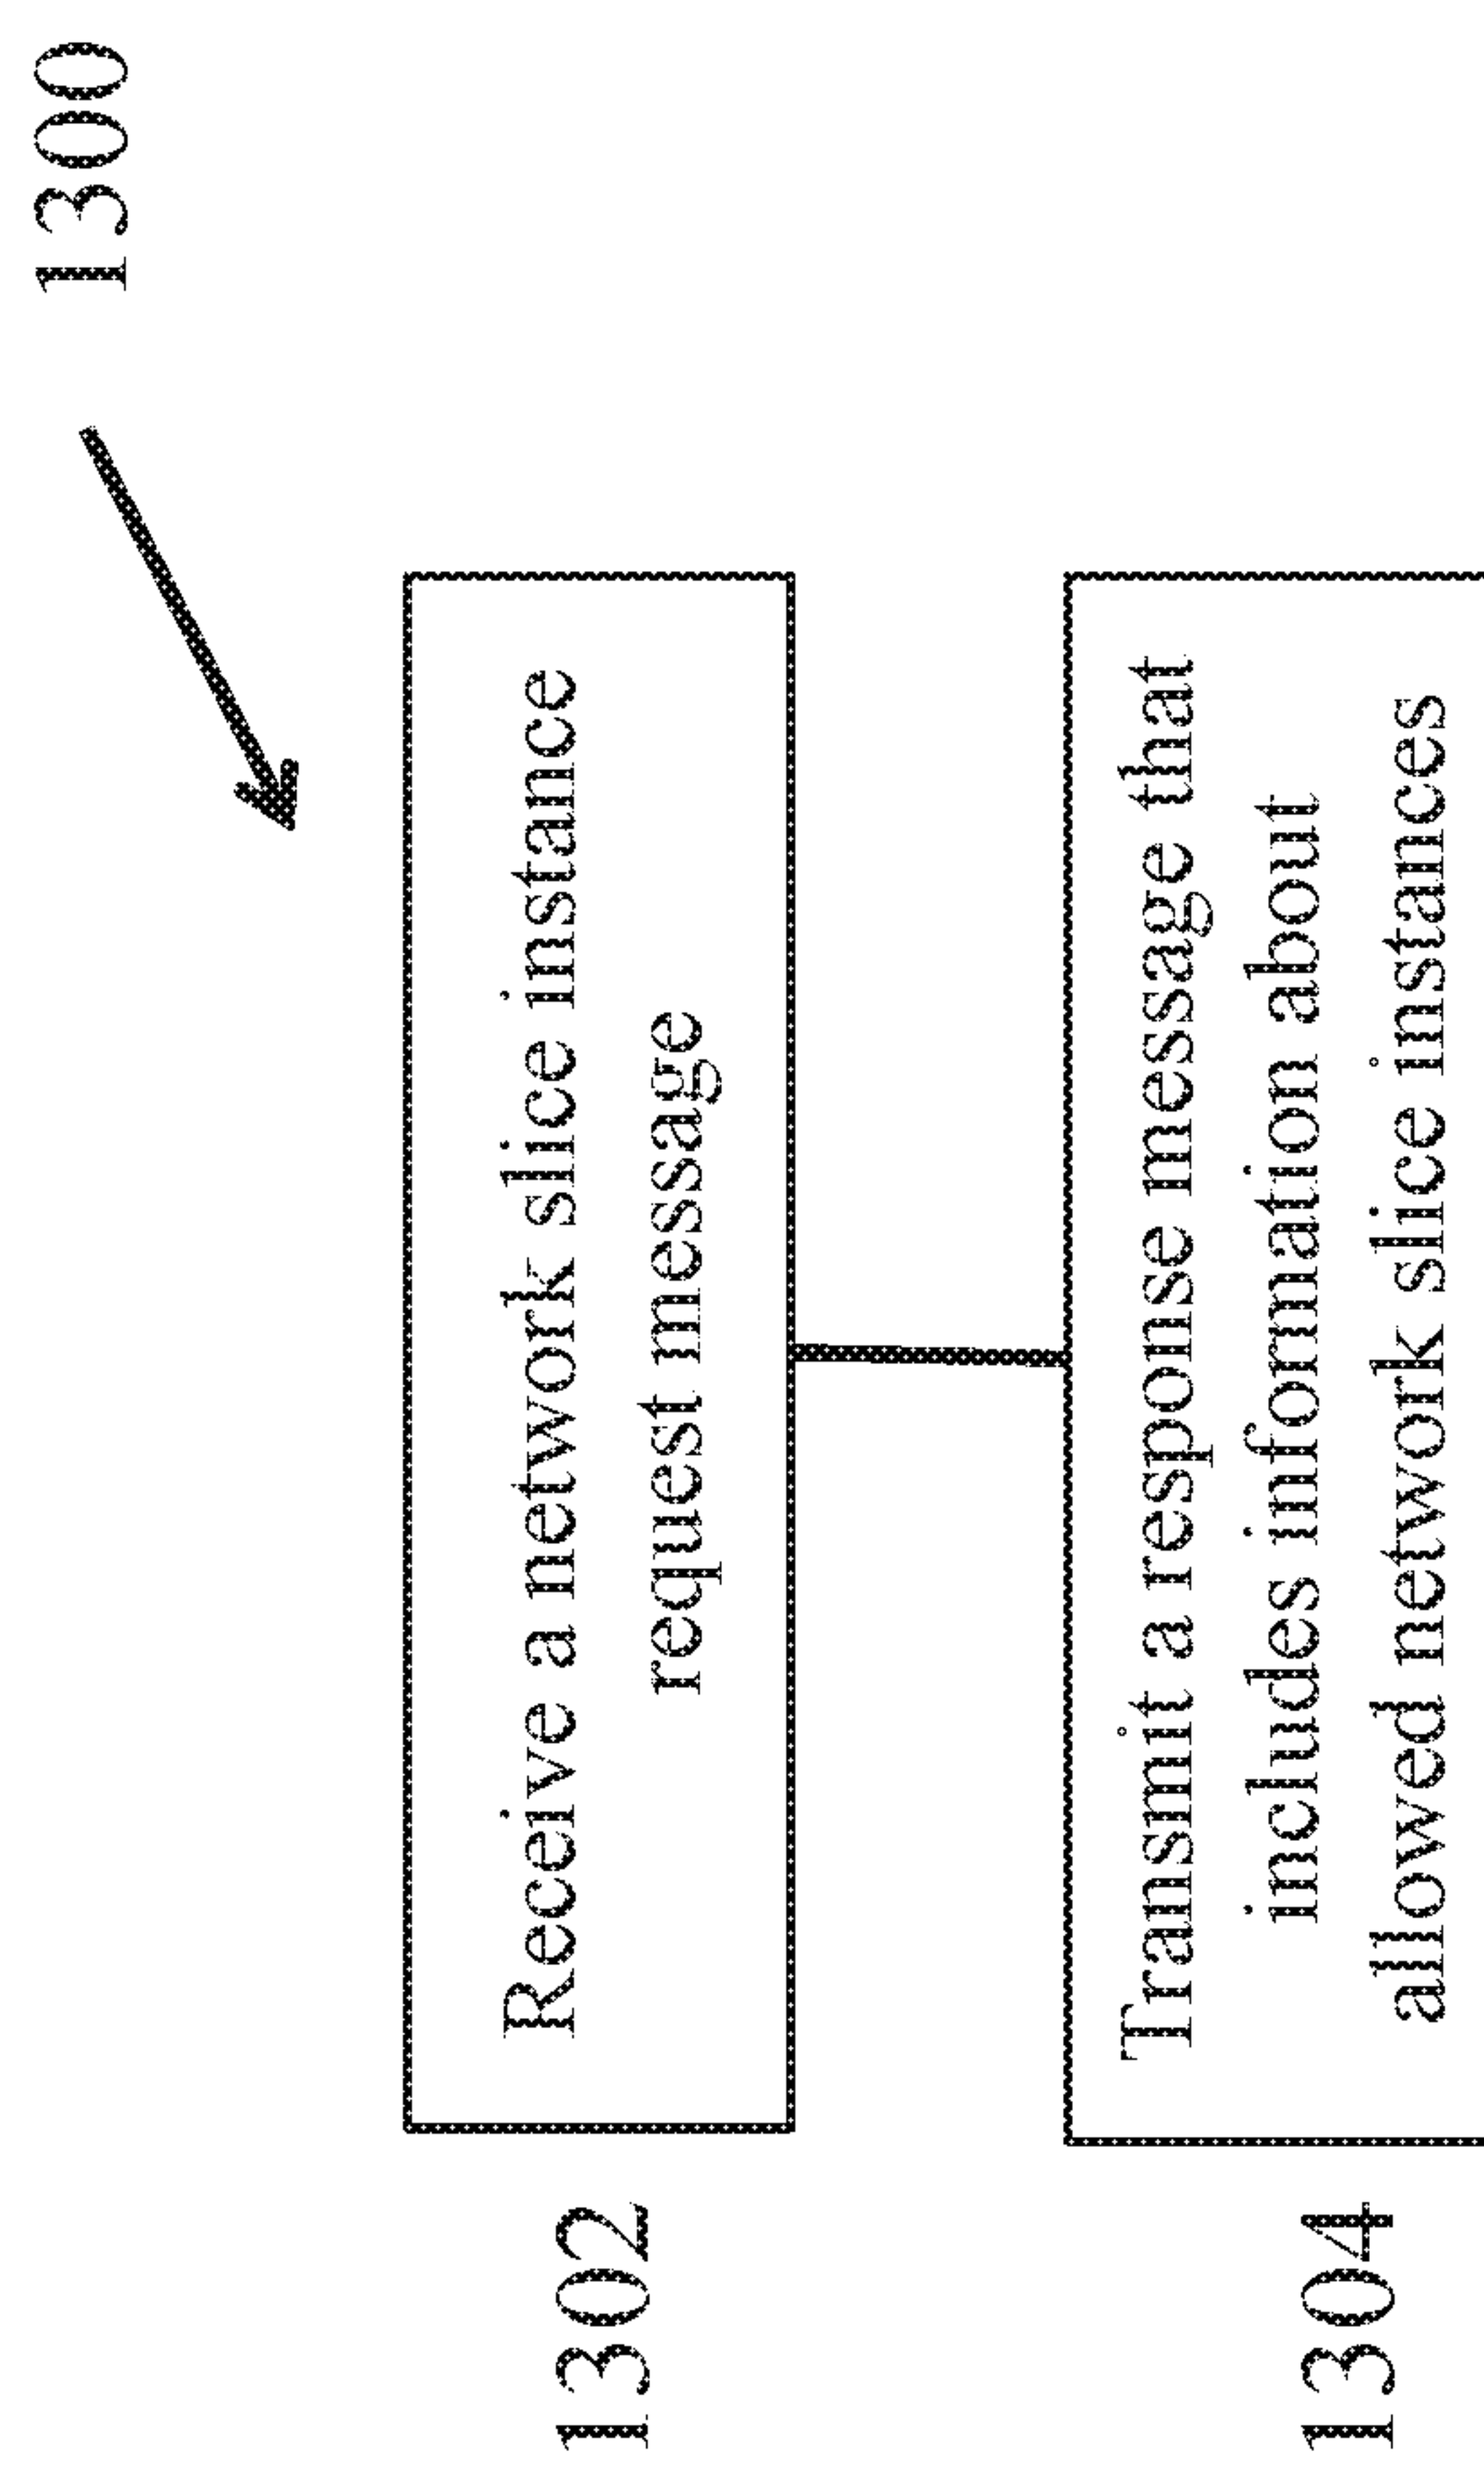 1300
1302
Receive a network slice instance
request message
1304
Transmit a response message that
includes information about
allowed network slice instances